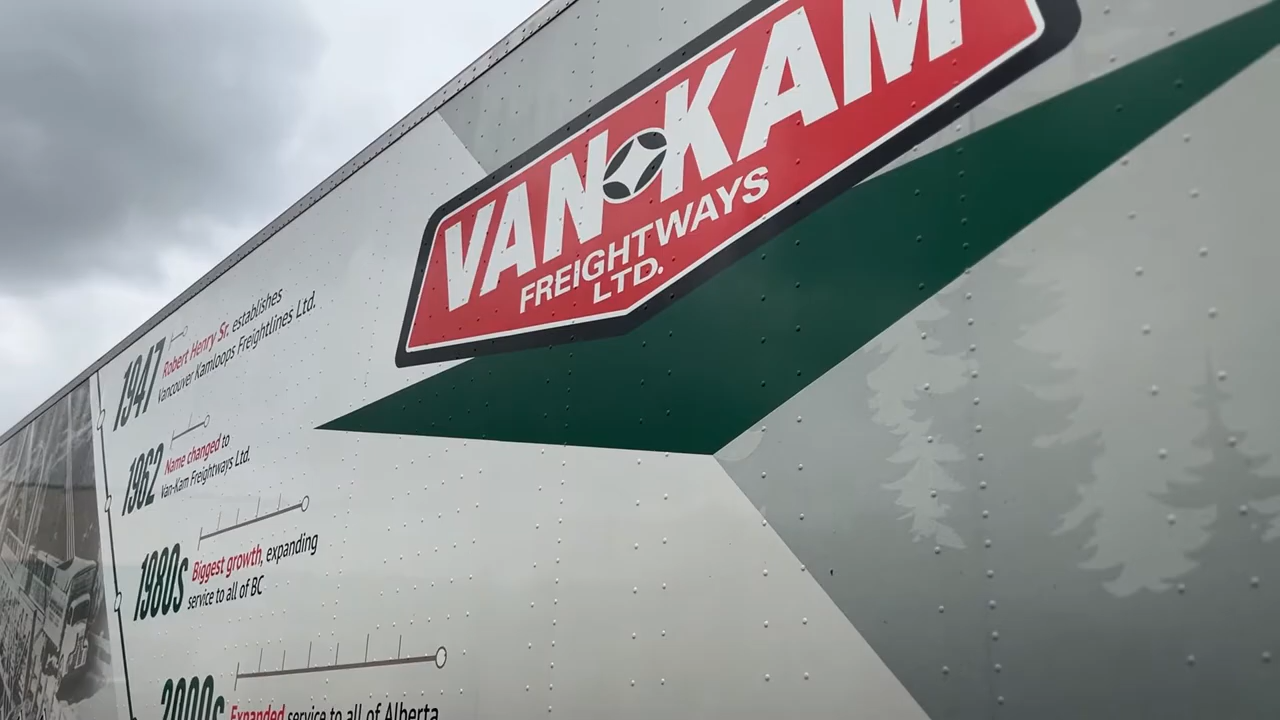 VAN KAM
FREIGHTWAYS
LTD.
1947
Robert Henry Sr. establishes
Vancouver Kamloops Freightlines Ltd.
1962
Name changed to
Van-Kam Freightways Ltd.
1980s
Biggest growth, expanding
service to all of BC
2000s
Expanded service to all of Alberta